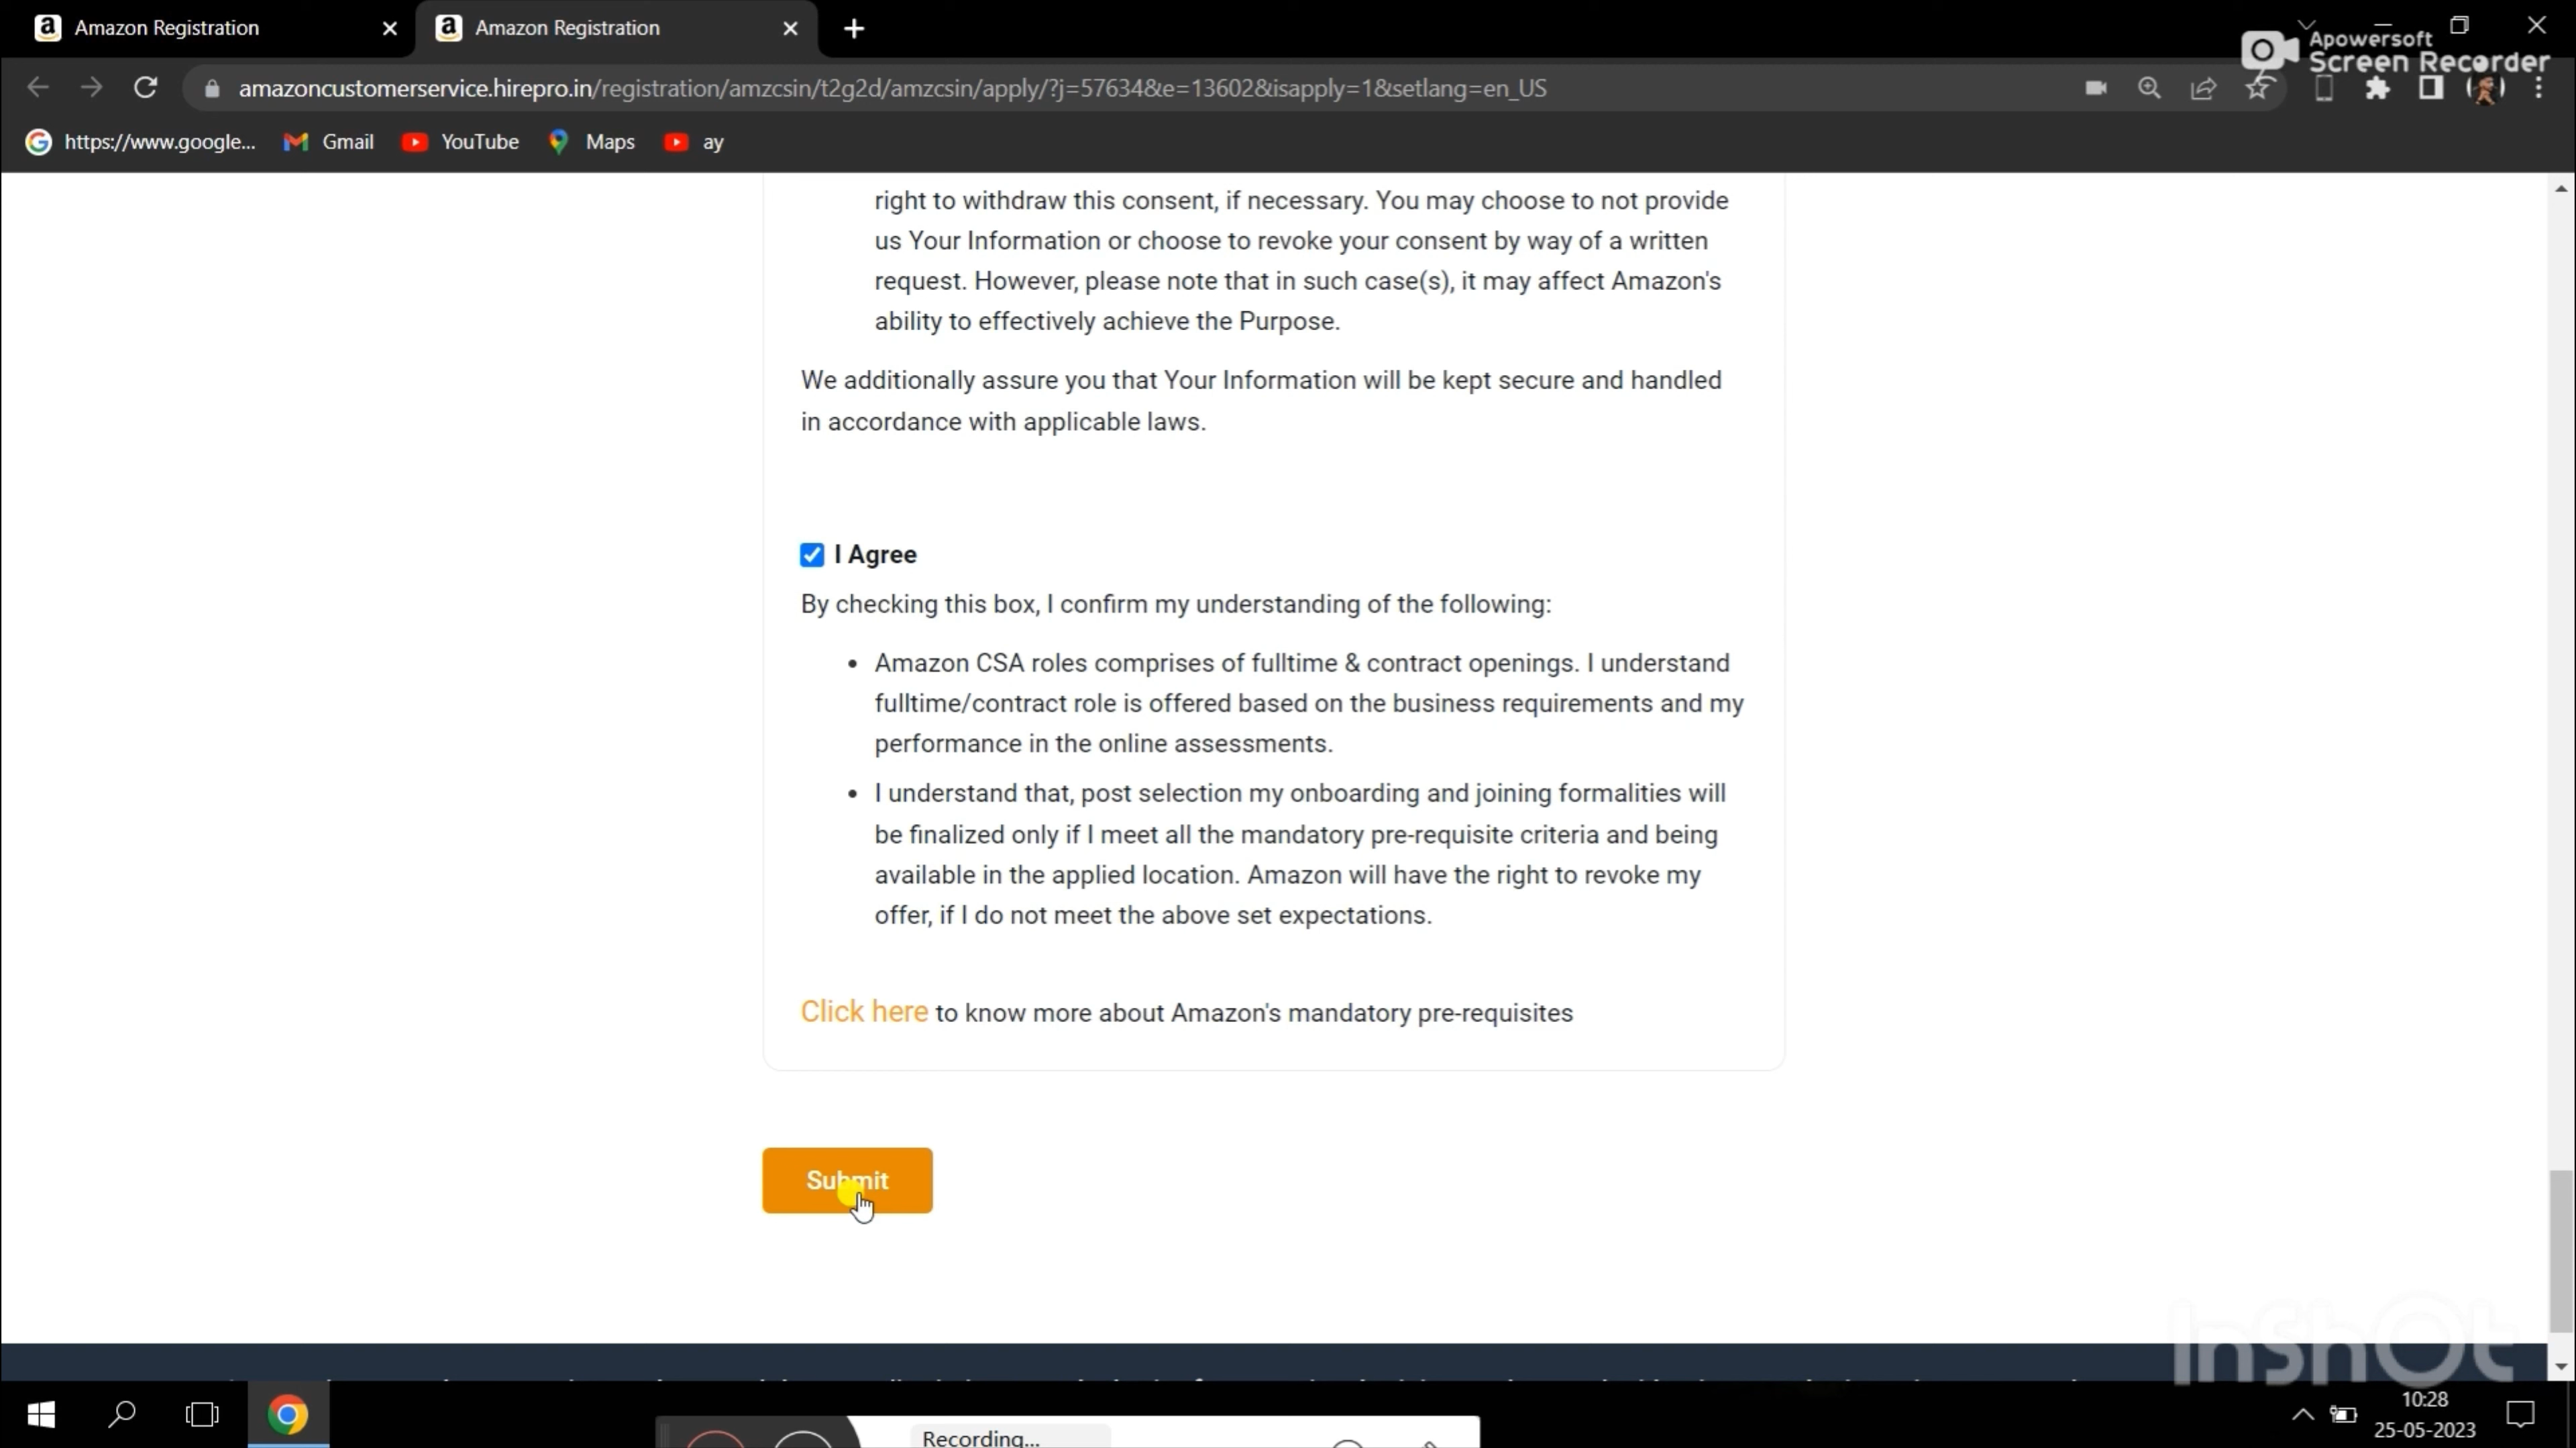 Amazon Registration
Amazon Registration
Apowersoft
Screen Recorder
amazoncustomerservice.hirepro.in/registration/amzcsin/t2g2d/amzcsin/apply/?j=57634&e=13602&isapply=1&setlang=en_US
https://www.google... Gmail YouTube Maps ay
right to withdraw this consent, if necessary. You may choose to not provide
us Your Information or choose to revoke your consent by way of a written
request. However, please note that in such case(s), it may affect Amazon's
ability to effectively achieve the Purpose.
We additionally assure you that Your Information will be kept secure and handled
in accordance with applicable laws.
I Agree
By checking this box, I confirm my understanding of the following:
• Amazon CSA roles comprises of fulltime & contract openings. I understand
fulltime/contract role is offered based on the business requirements and my
performance in the online assessments.
• I understand that, post selection my onboarding and joining formalities will
be finalized only if I meet all the mandatory pre-requisite criteria and being
available in the applied location. Amazon will have the right to revoke my
offer, if I do not meet the above set expectations.
Click here to know more about Amazon's mandatory pre-requisites
Submit
InShOt
Recording...
10:28
25-05-2023